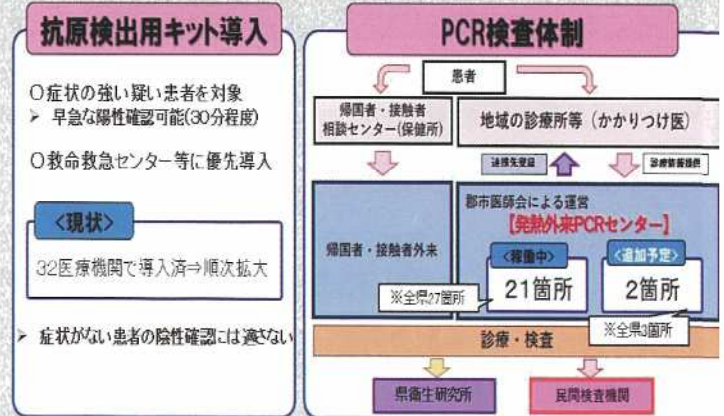 抗原検出用キット導入
○症状の強い疑い患者を対象
➢ 早急な陽性確認可能(30分程度)
○救命救急センター等に優先導入
<現状>
32医療機関で導入済⇒順次拡大
➢ 症状がない患者の陰性確認には適さない
PCR検査体制
患者
帰国者・接触者
相談センター(保健所)
地域の診療所等（かかりつけ医）
連携先登録
診療情報提供
帰国者・接触者外来
郡市医師会による運営
【発熱外来PCRセンター】
<稼働中>
21箇所
<追加予定>
2箇所
※全県27箇所
※全県3箇所
診療・検査
県衛生研究所
民間検査機関